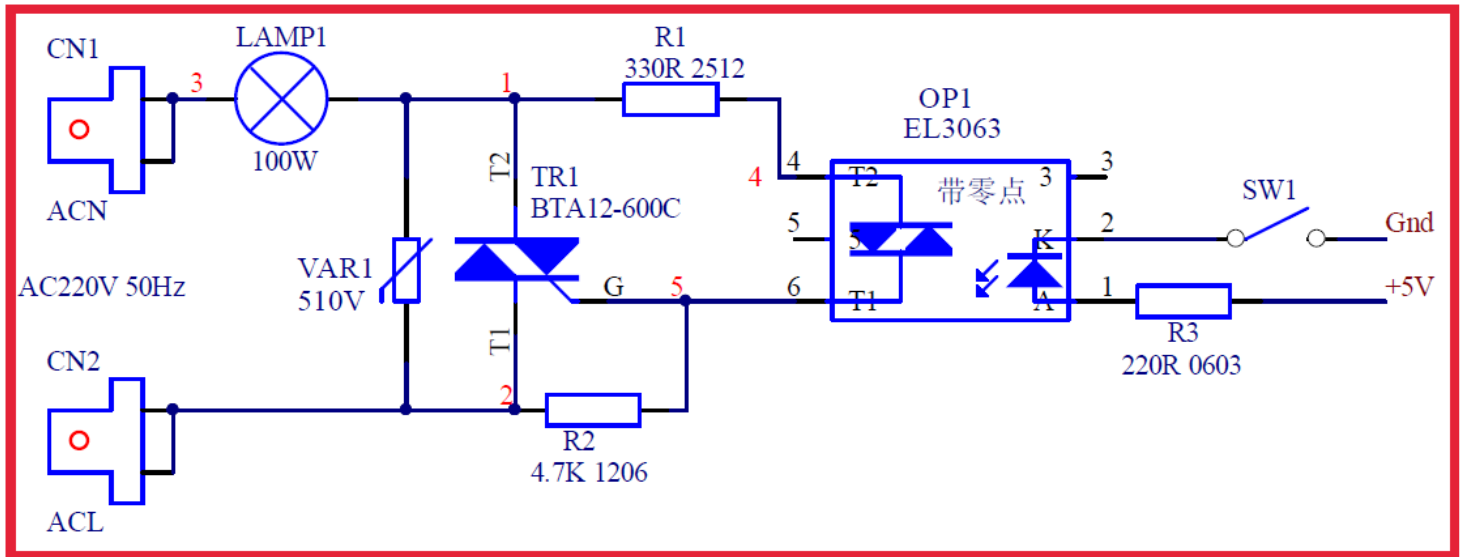 CN1
ACN
AC220V 50Hz
CN2
ACL
3
LAMP1
100W
1
T2
TR1
BTA12-600C
VAR1
510V
G
5
T1
2
R2
4.7K 1206
R1
330R 2512
4
OP1
EL3063
4
T2
带零点
3
3
5
5
K
2
6
T1
A
1
SW1
Gnd
+5V
R3
220R 0603